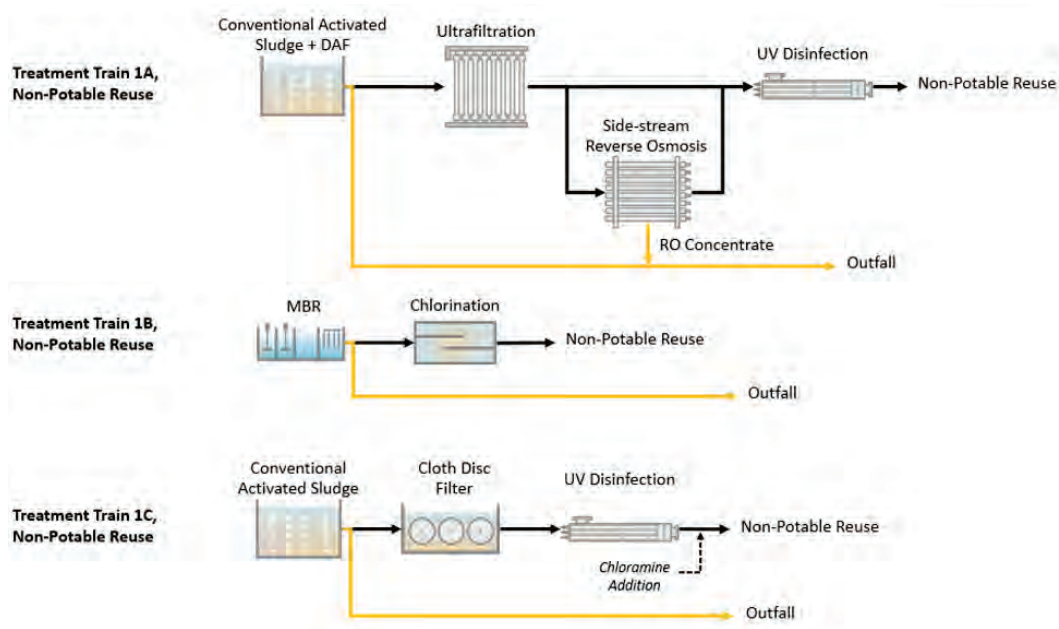 Treatment Train 1A,
Non-Potable Reuse
Conventional Activated
Sludge + DAF
Ultrafiltration
UV Disinfection
Non-Potable Reuse
Side-stream
Reverse Osmosis
RO Concentrate
Outfall
Treatment Train 1B,
Non-Potable Reuse
MBR
Chlorination
Non-Potable Reuse
Outfall
Treatment Train 1C,
Non-Potable Reuse
Conventional
Activated Sludge
Cloth Disc
Filter
UV Disinfection
Non-Potable Reuse
Chloramine
Addition
Outfall